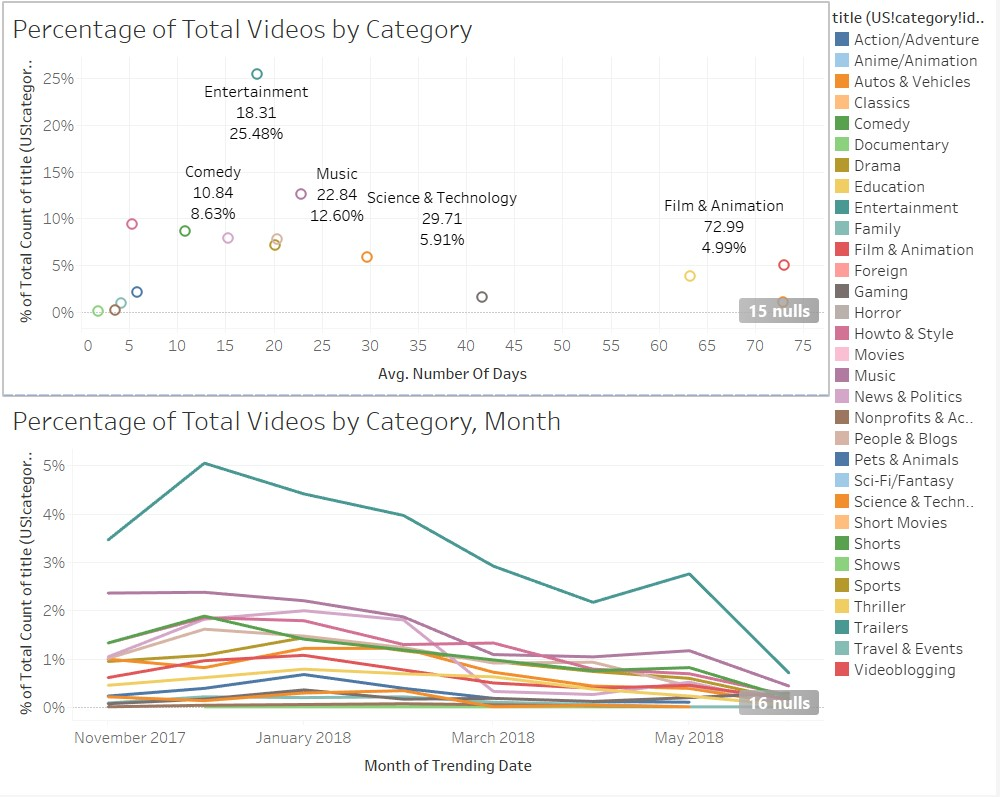 Percentage of Total Videos by Category
% of Total Count of title (US!categor..
25%
20%
15%
10%
5%
0%
Entertainment
18.31
25.48%
Comedy
10.84
8.63%
Music
22.84
12.60%
Science & Technology
29.71
5.91%
Film & Animation
72.99
4.99%
15 nulls
0 5 10 15 20 25 30 35 40 45 50 55 60 65 70 75
Avg. Number Of Days
Percentage of Total Videos by Category, Month
% of Total Count of title (US!categor..
5%
4%
3%
2%
1%
0%
16 nulls
November 2017 January 2018 March 2018 May 2018
Month of Trending Date
title (US!category!id..
Action/Adventure
Anime/Animation
Autos & Vehicles
Classics
Comedy
Documentary
Drama
Education
Entertainment
Family
Film & Animation
Foreign
Gaming
Horror
Howto & Style
Movies
Music
News & Politics
Nonprofits & Ac..
People & Blogs
Pets & Animals
Sci-Fi/Fantasy
Science & Techn..
Short Movies
Shorts
Shows
Sports
Thriller
Trailers
Travel & Events
Videoblogging